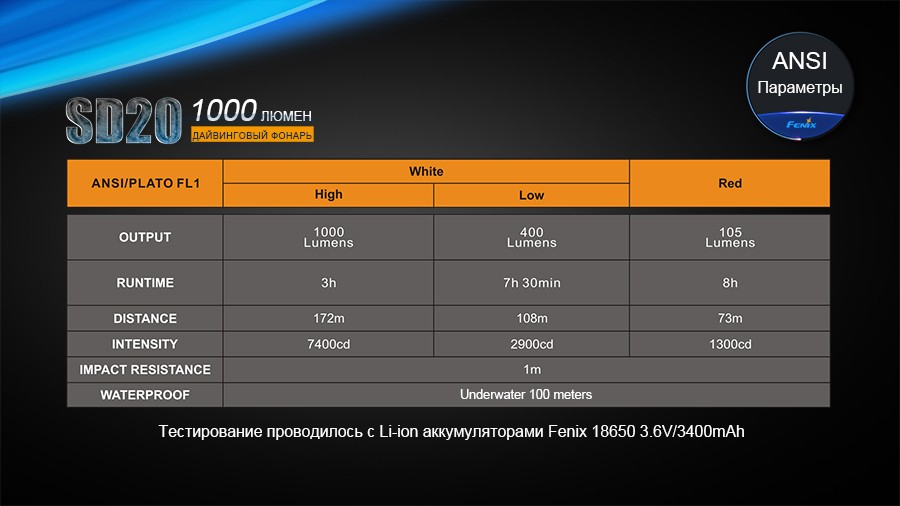 ANSI
Параметры
FENIX
SD20 1000 ЛЮМЕН
ДАЙВИНГОВЫЙ ФОНАРЬ
ANSI/PLATO FL1 White Red
High Low
OUTPUT 1000 Lumens 400 Lumens 105 Lumens
RUNTIME 3h 7h 30min 8h
DISTANCE 172m 108m 73m
INTENSITY 7400cd 2900cd 1300cd
IMPACT RESISTANCE 1m
WATERPROOF Underwater 100 meters
Тестирование проводилось с Li-ion аккумуляторами Fenix 18650 3.6V/3400mAh